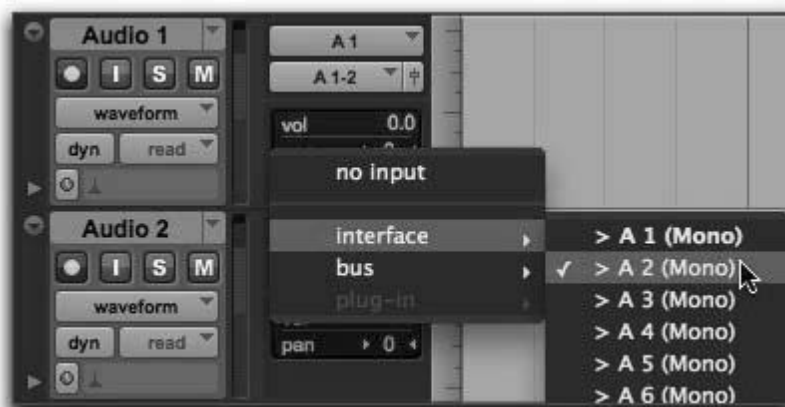 Audio 1
A 1
I S M
A 1-2
waveform
vol 0.0
dyn read
no input
Audio 2
interface
> A 1 (Mono)
I S M
bus
✓ > A 2 (Mono)
waveform
plug-in
> A 3 (Mono)
dyn read
pan 0
> A 4 (Mono)
> A 5 (Mono)
> A 6 (Mono)